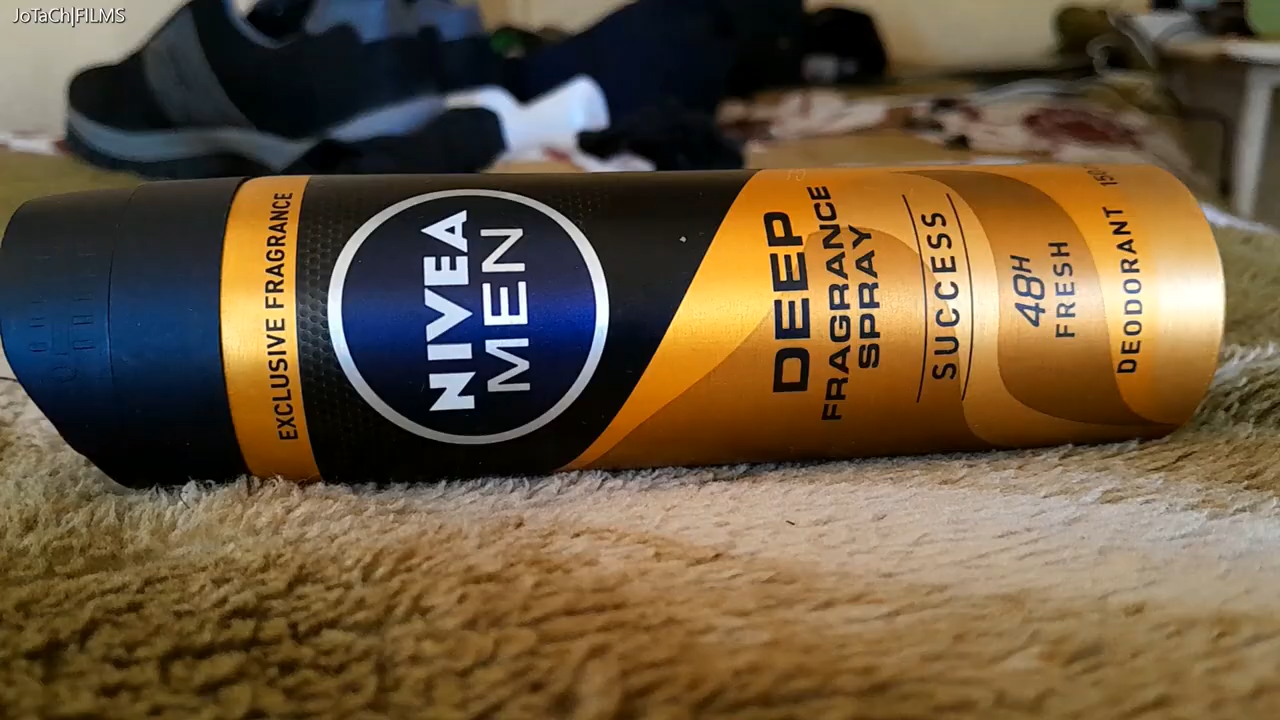 JoTaCh|FILMS
EXCLUSIVE FRAGRANCE
NIVEA
MEN
DEEP
FRAGRANCE
SPRAY
SUCCESS
48H
FRESH
DEODORANT